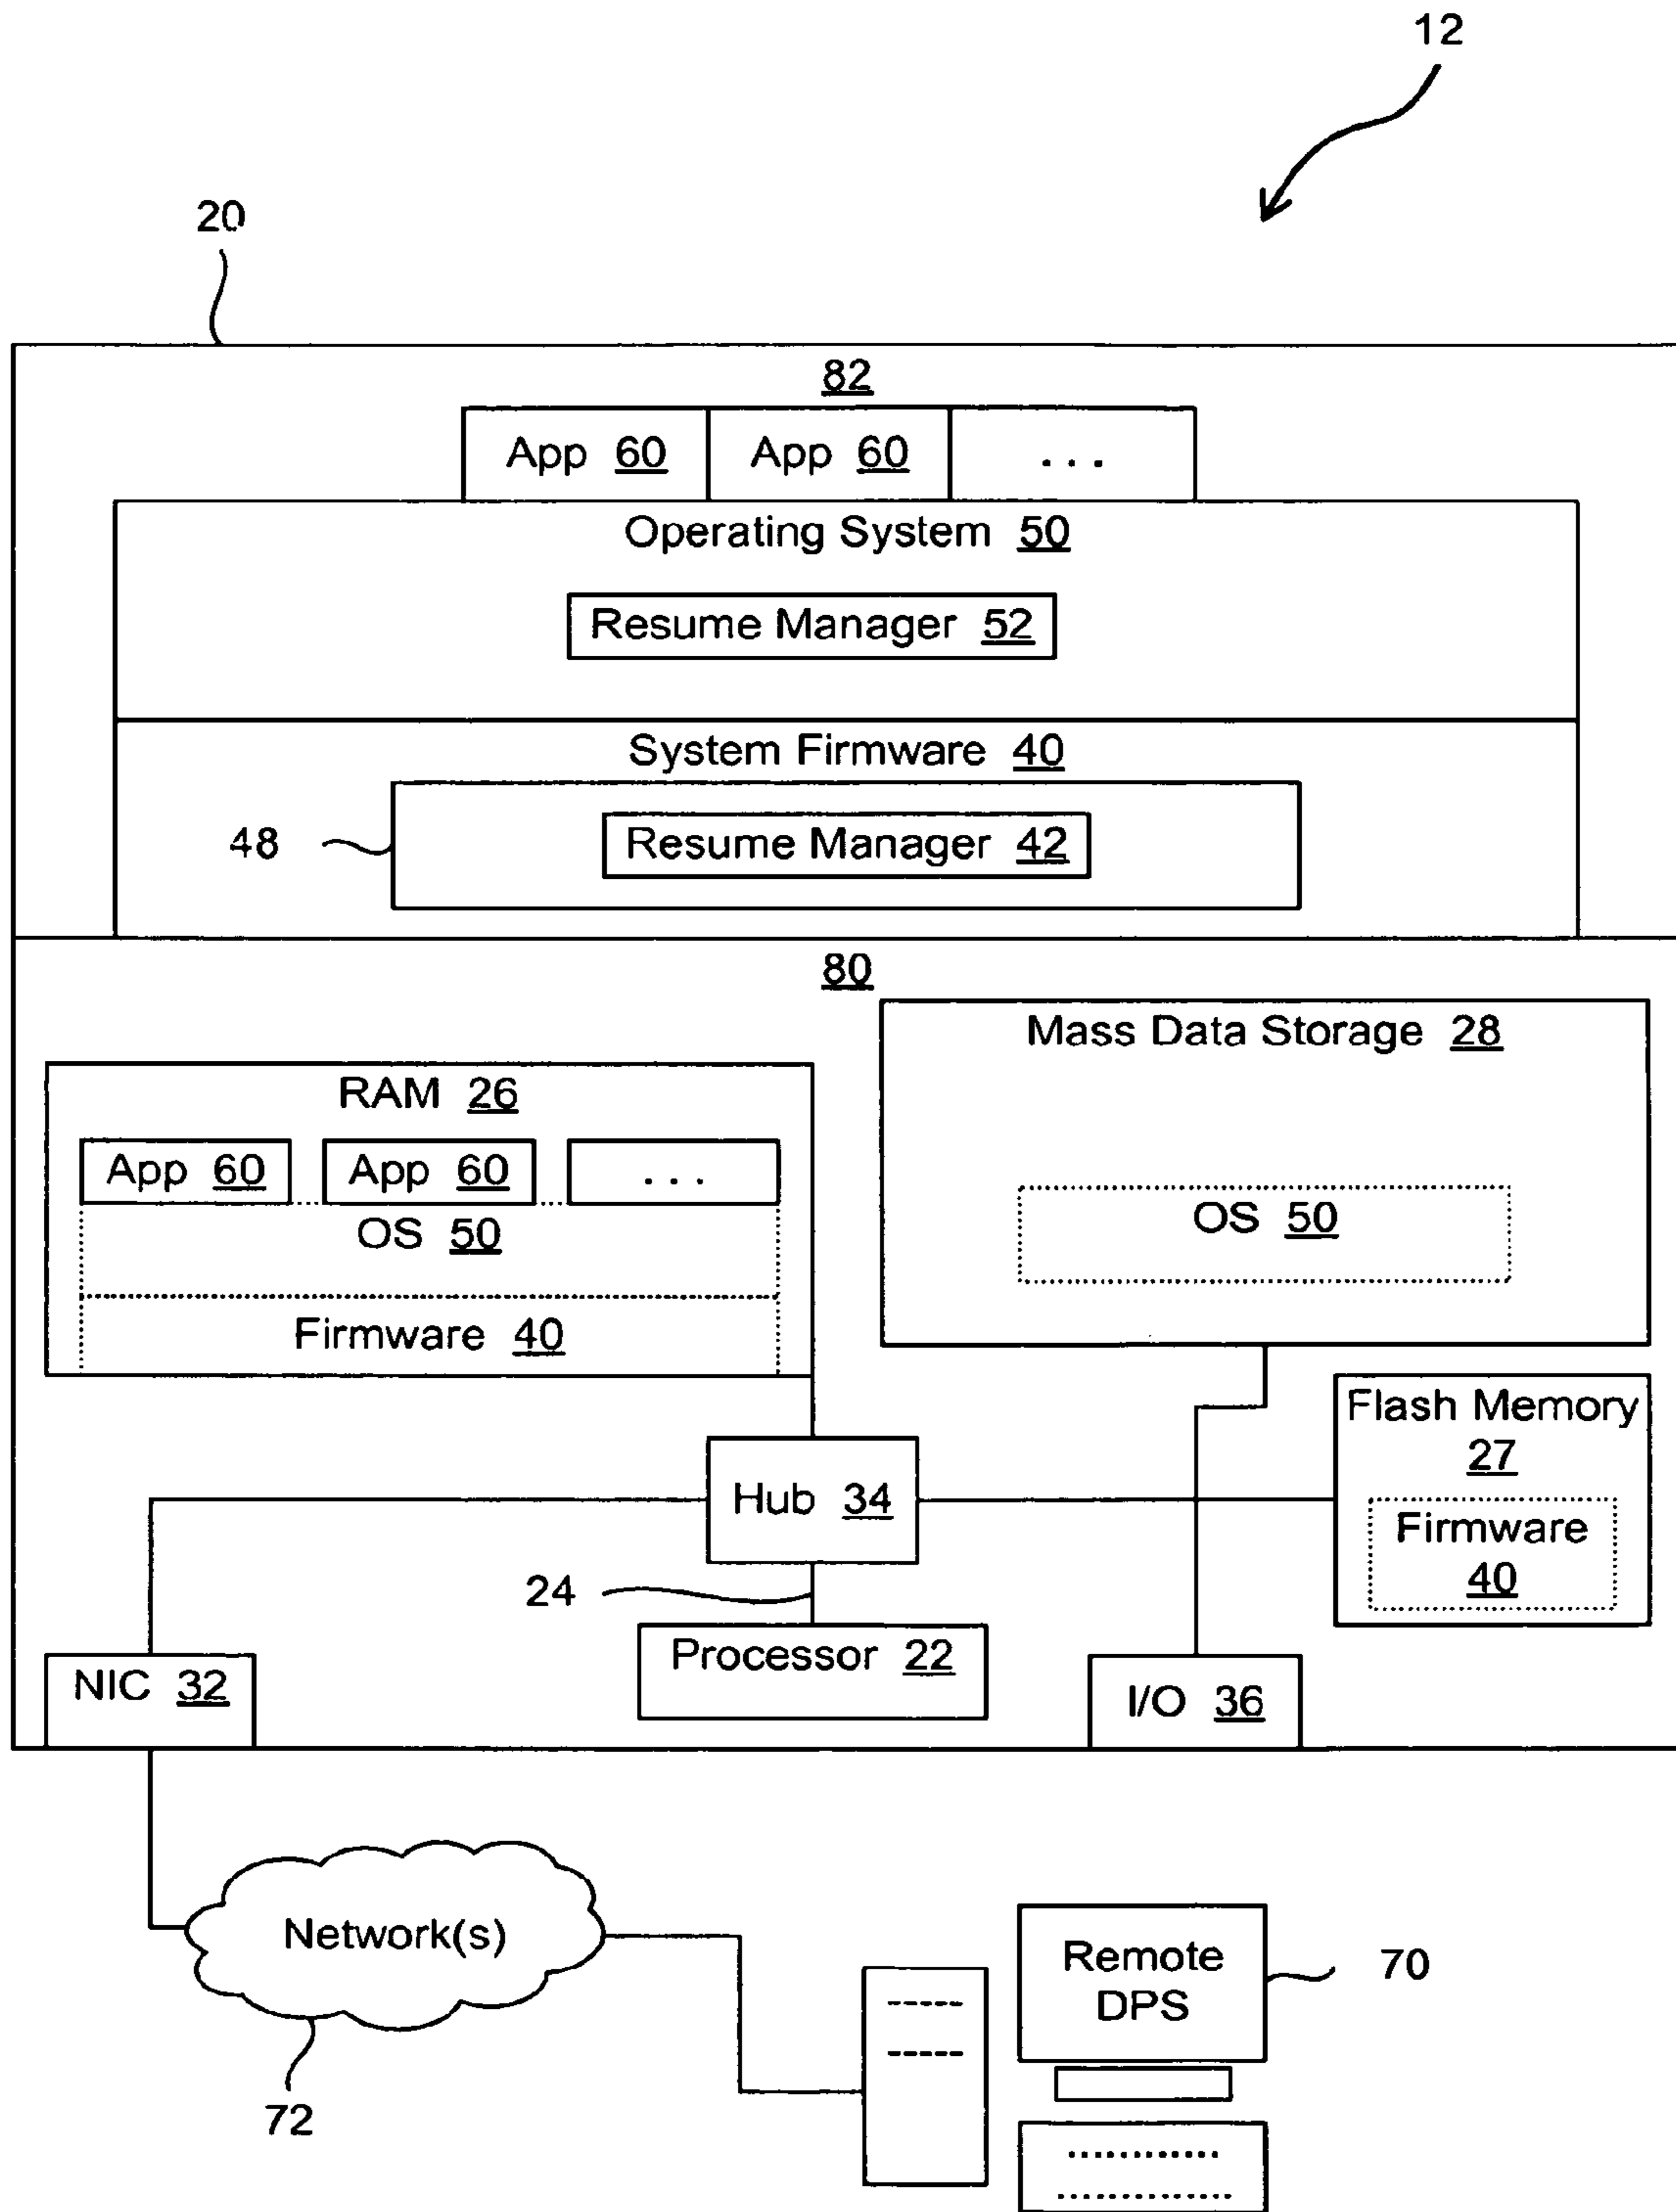 12
20
82
App 60 App 60 . . .
Operating System 50
Resume Manager 52
System Firmware 40
48
Resume Manager 42
80
Mass Data Storage 28
RAM 26
App 60 App 60 . . .
OS 50
OS 50
Firmware 40
Flash Memory
27
Hub 34
Firmware
40
24
Processor 22
NIC 32
I/O 36
Network(s)
Remote
DPS
70
72